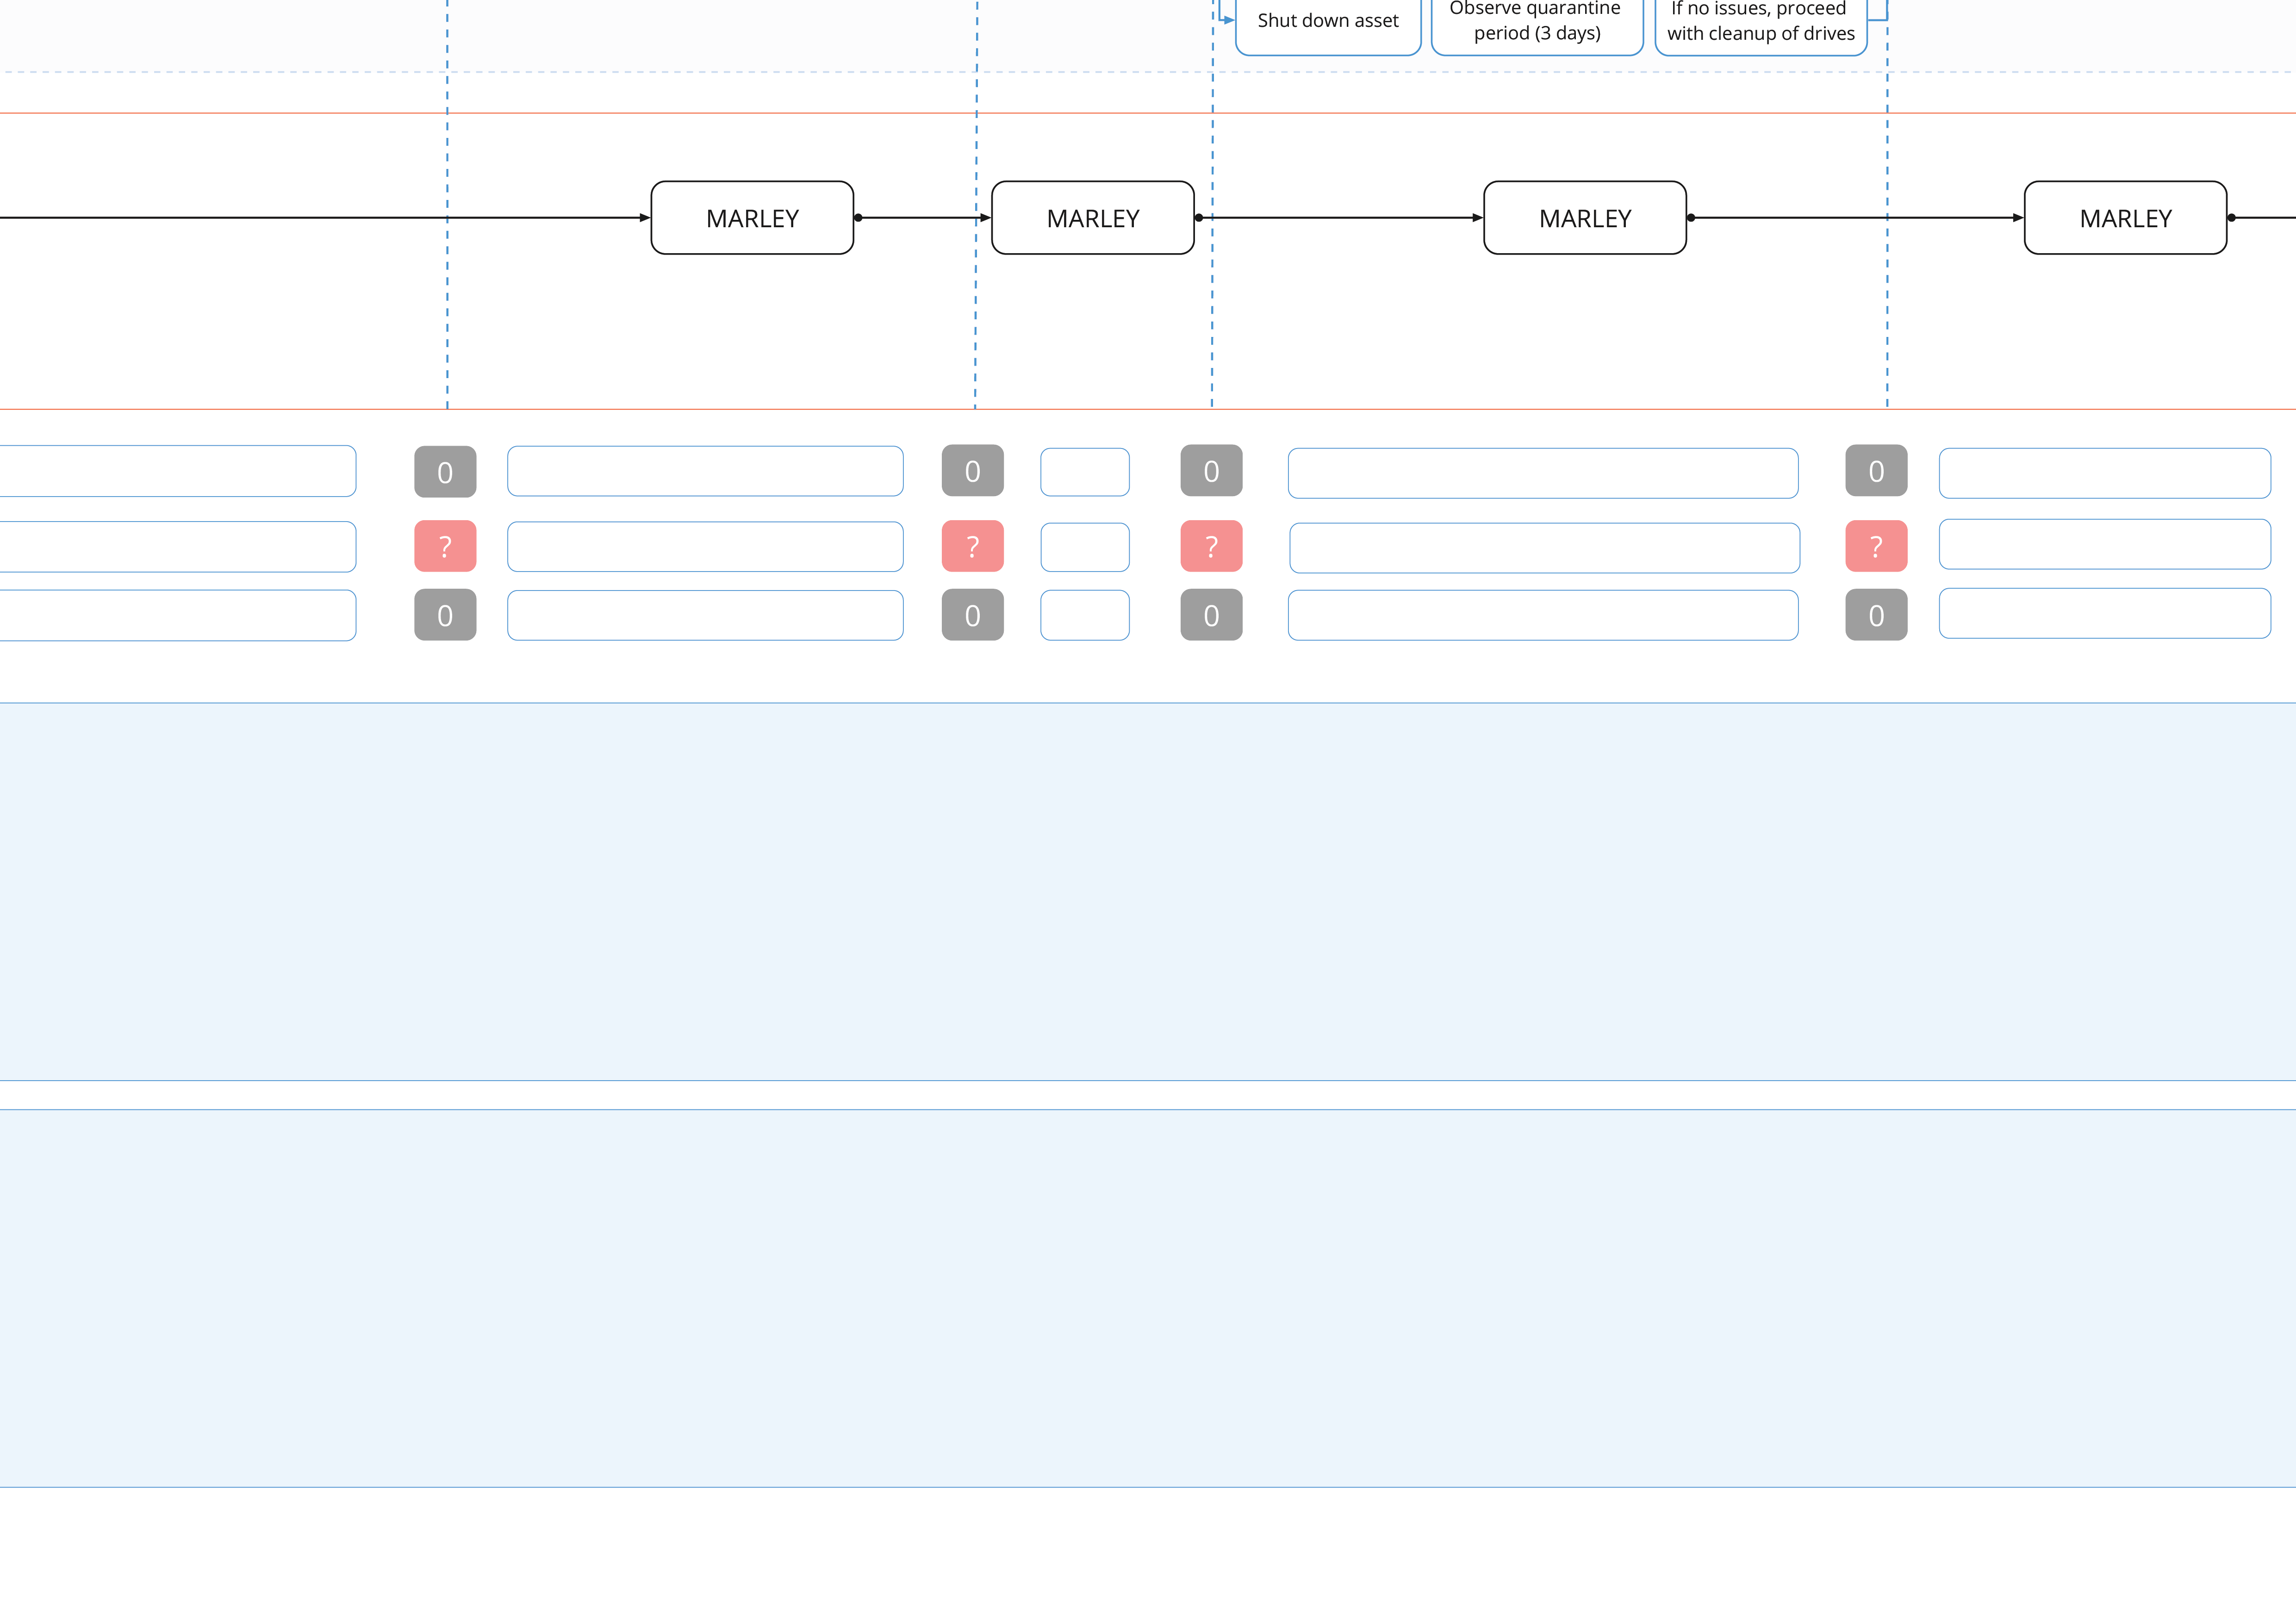 Shut down asset
Observe quarantine
period (3 days)
If no issues, proceed
with cleanup of drives
MARLEY
MARLEY
MARLEY
MARLEY
0
0
0
0
?
?
?
?
0
0
0
0